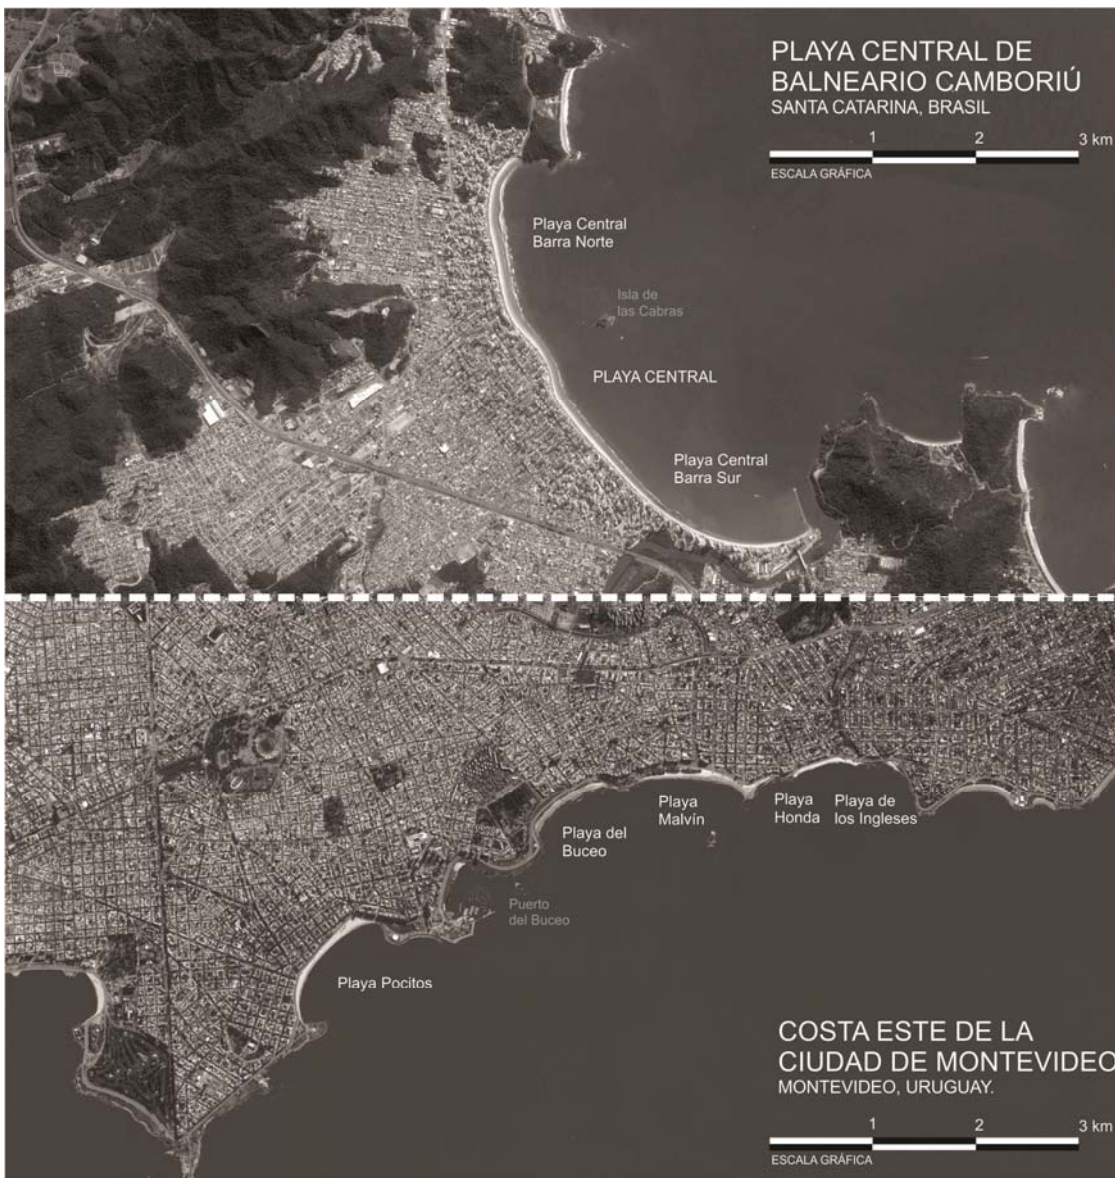 PLAYA CENTRAL DE
BALNEARIO CAMBORIÚ
SANTA CATARINA, BRASIL
1 2 3 km
ESCALA GRÁFICA
Playa Central
Barra Norte
Isla de
las Cabras
PLAYA CENTRAL
Playa Central
Barra Sur
Playa
Malvín
Playa
Honda
Playa de
los Ingleses
Playa del
Buceo
Puerto
del Buceo
Playa Pocitos
COSTA ESTE DE LA
CIUDAD DE MONTEVIDEO
MONTEVIDEO, URUGUAY.
1 2 3 km
ESCALA GRÁFICA